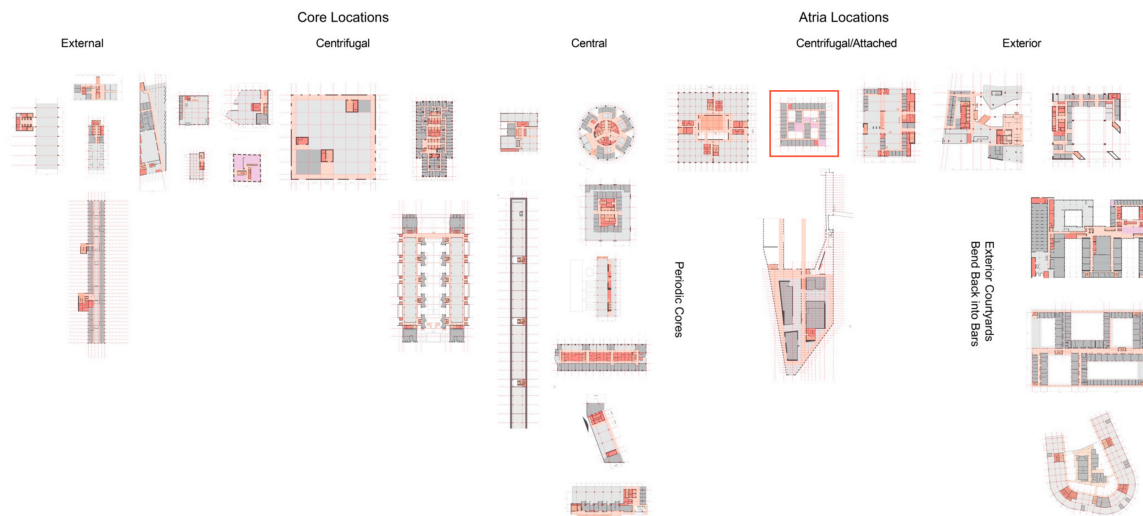 Core Locations
Atria Locations
External
Centrifugal
Central
Centrifugal/Attached
Exterior
Periodic Cores
Exterior Courtyards
Bend Back into Bars